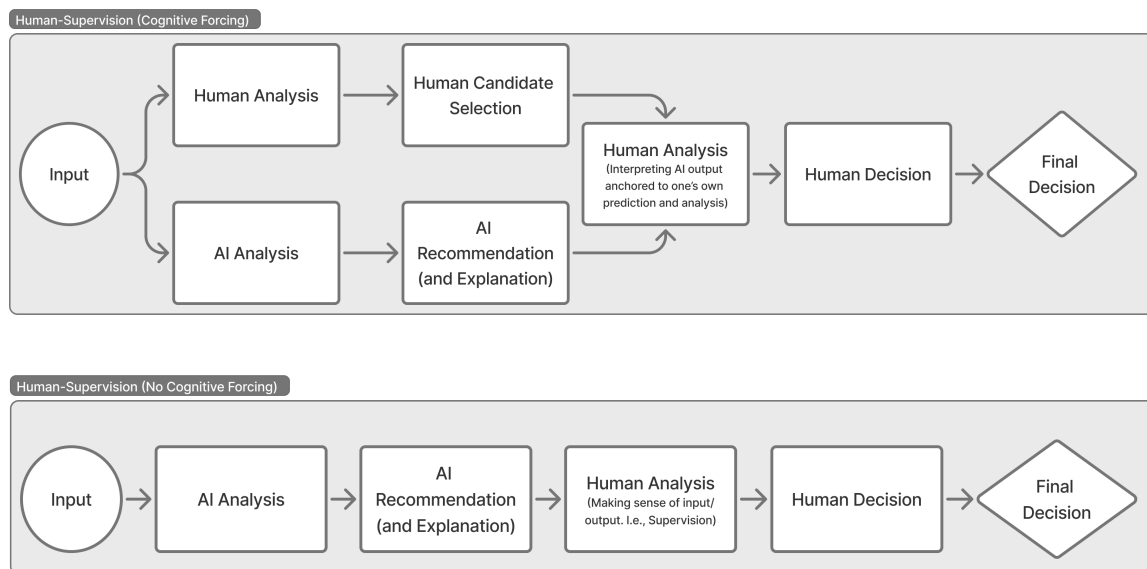 Human-Supervision (Cognitive Forcing)
Input
Human Analysis
Human Candidate
Selection
AI Analysis
AI
Recommendation
(and Explanation)
Human Analysis
(Interpreting AI output
anchored to one’s own
prediction and analysis)
Human Decision
Final
Decision
Human-Supervision (No Cognitive Forcing)
Input
AI Analysis
AI
Recommendation
(and Explanation)
Human Analysis
(Making sense of input/
output. I.e., Supervision)
Human Decision
Final
Decision